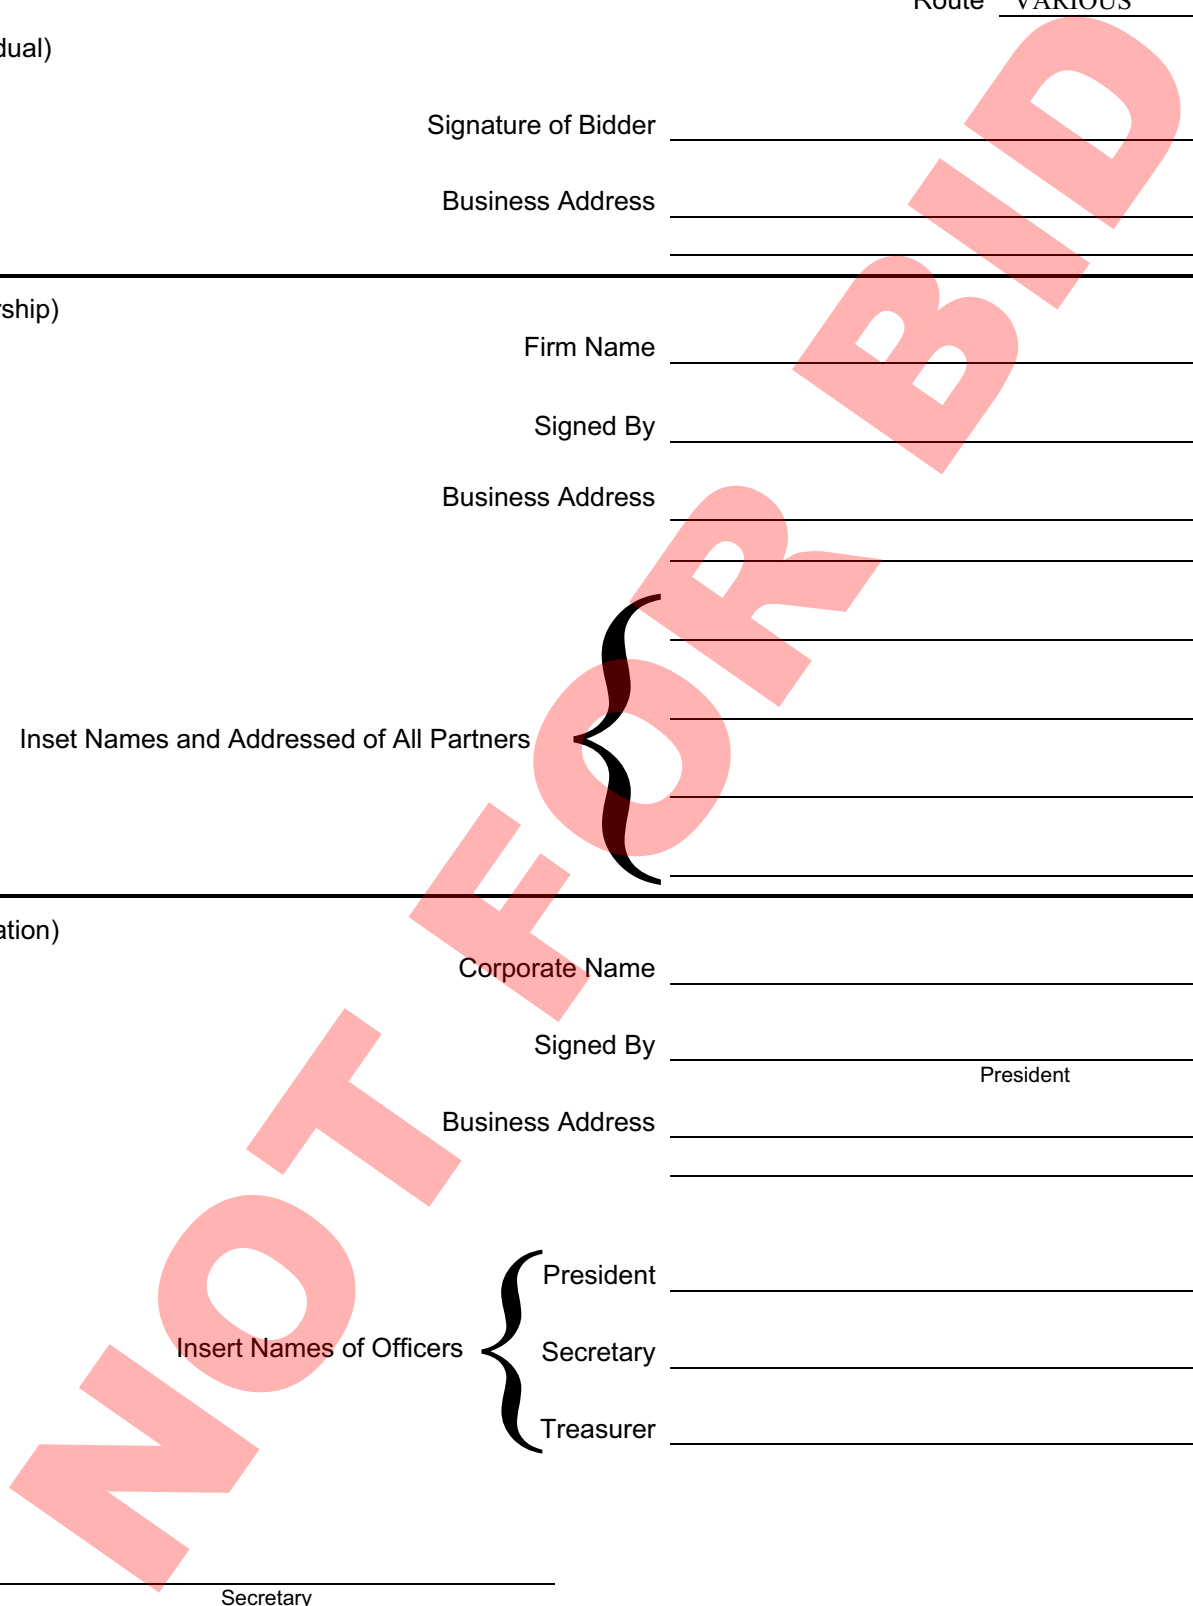 Route VARIOUS
dual)
Signature of Bidder
Business Address
rship)
Firm Name
Signed By
Business Address
Inset Names and Addressed of All Partners
ation)
Corporate Name
Signed By
President
Business Address
President
Insert Names of Officers
Secretary
Treasurer
Secretary
NOT FOR BID